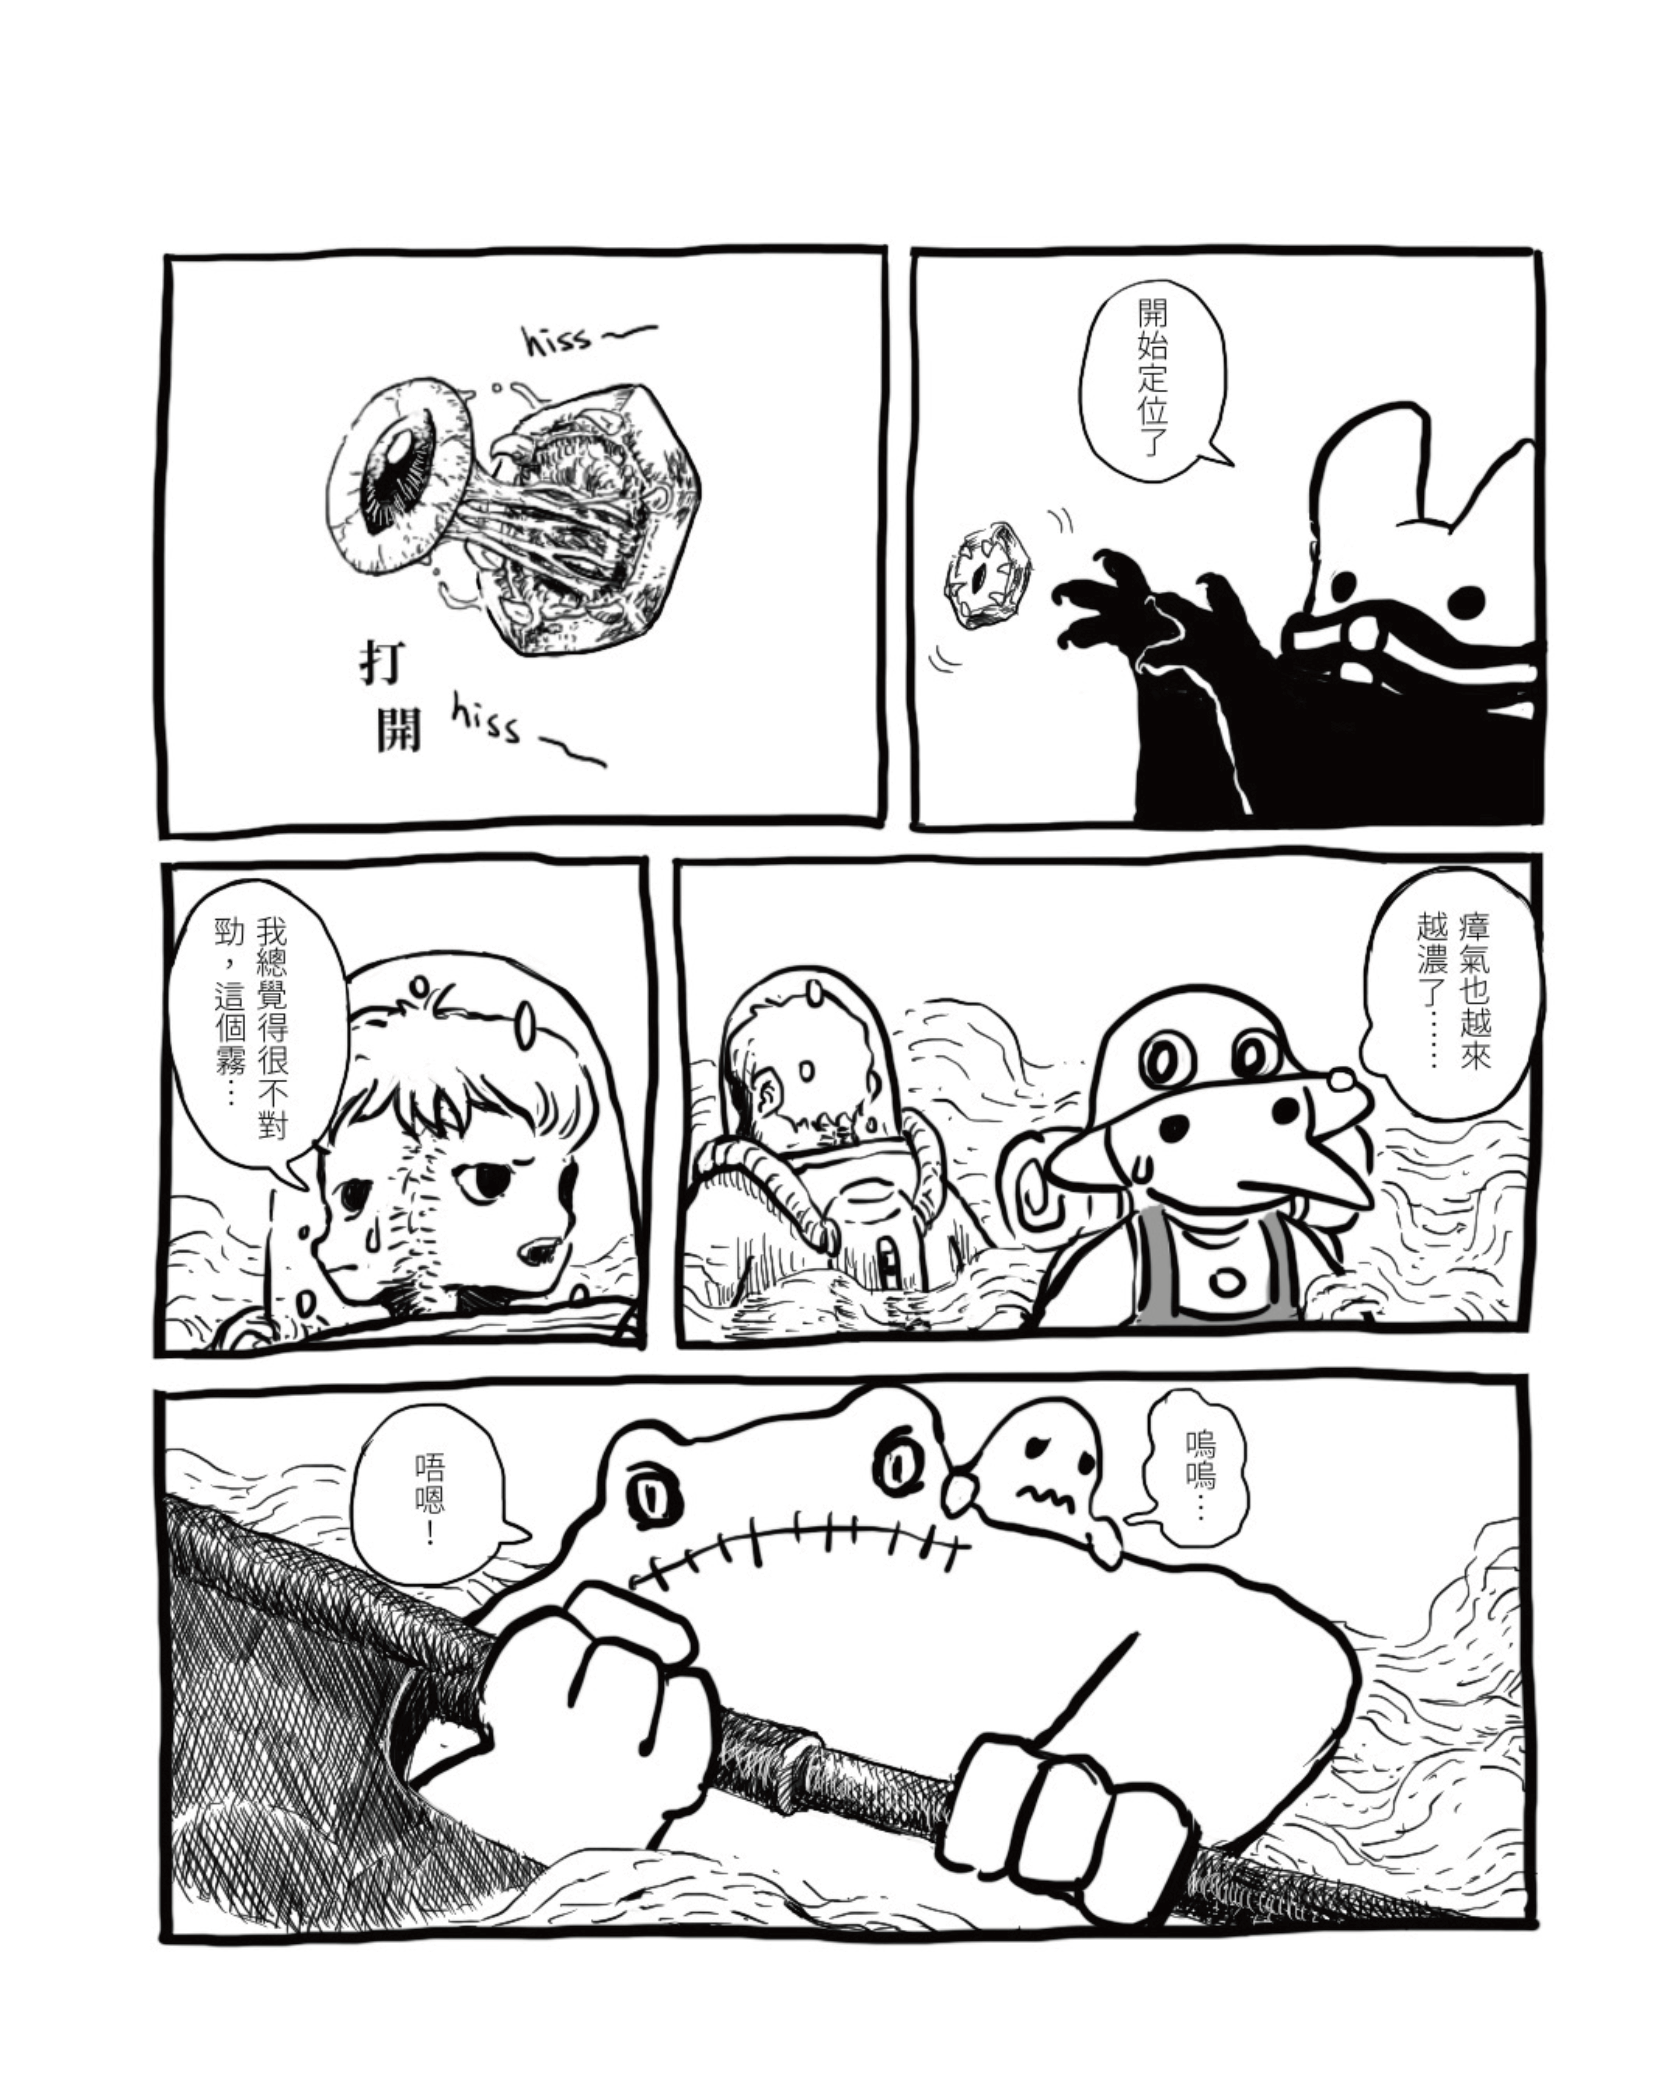 開始定位了
hiss~
打
開
hiss~
瘴氣也越來
越濃了……
我總覺得很不對
勁，這個霧…
嗚嗚…
唔嗯！